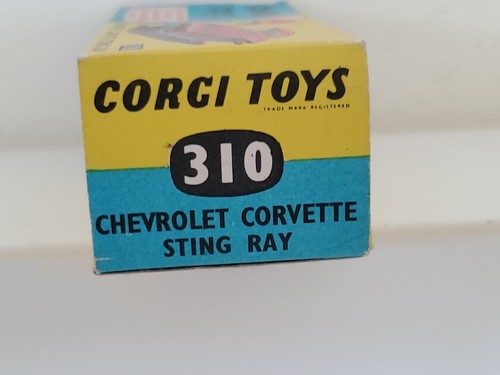 CORGI TOYS
TRADE MARK REGISTERED
310
CHEVROLET CORVETTE
STING RAY